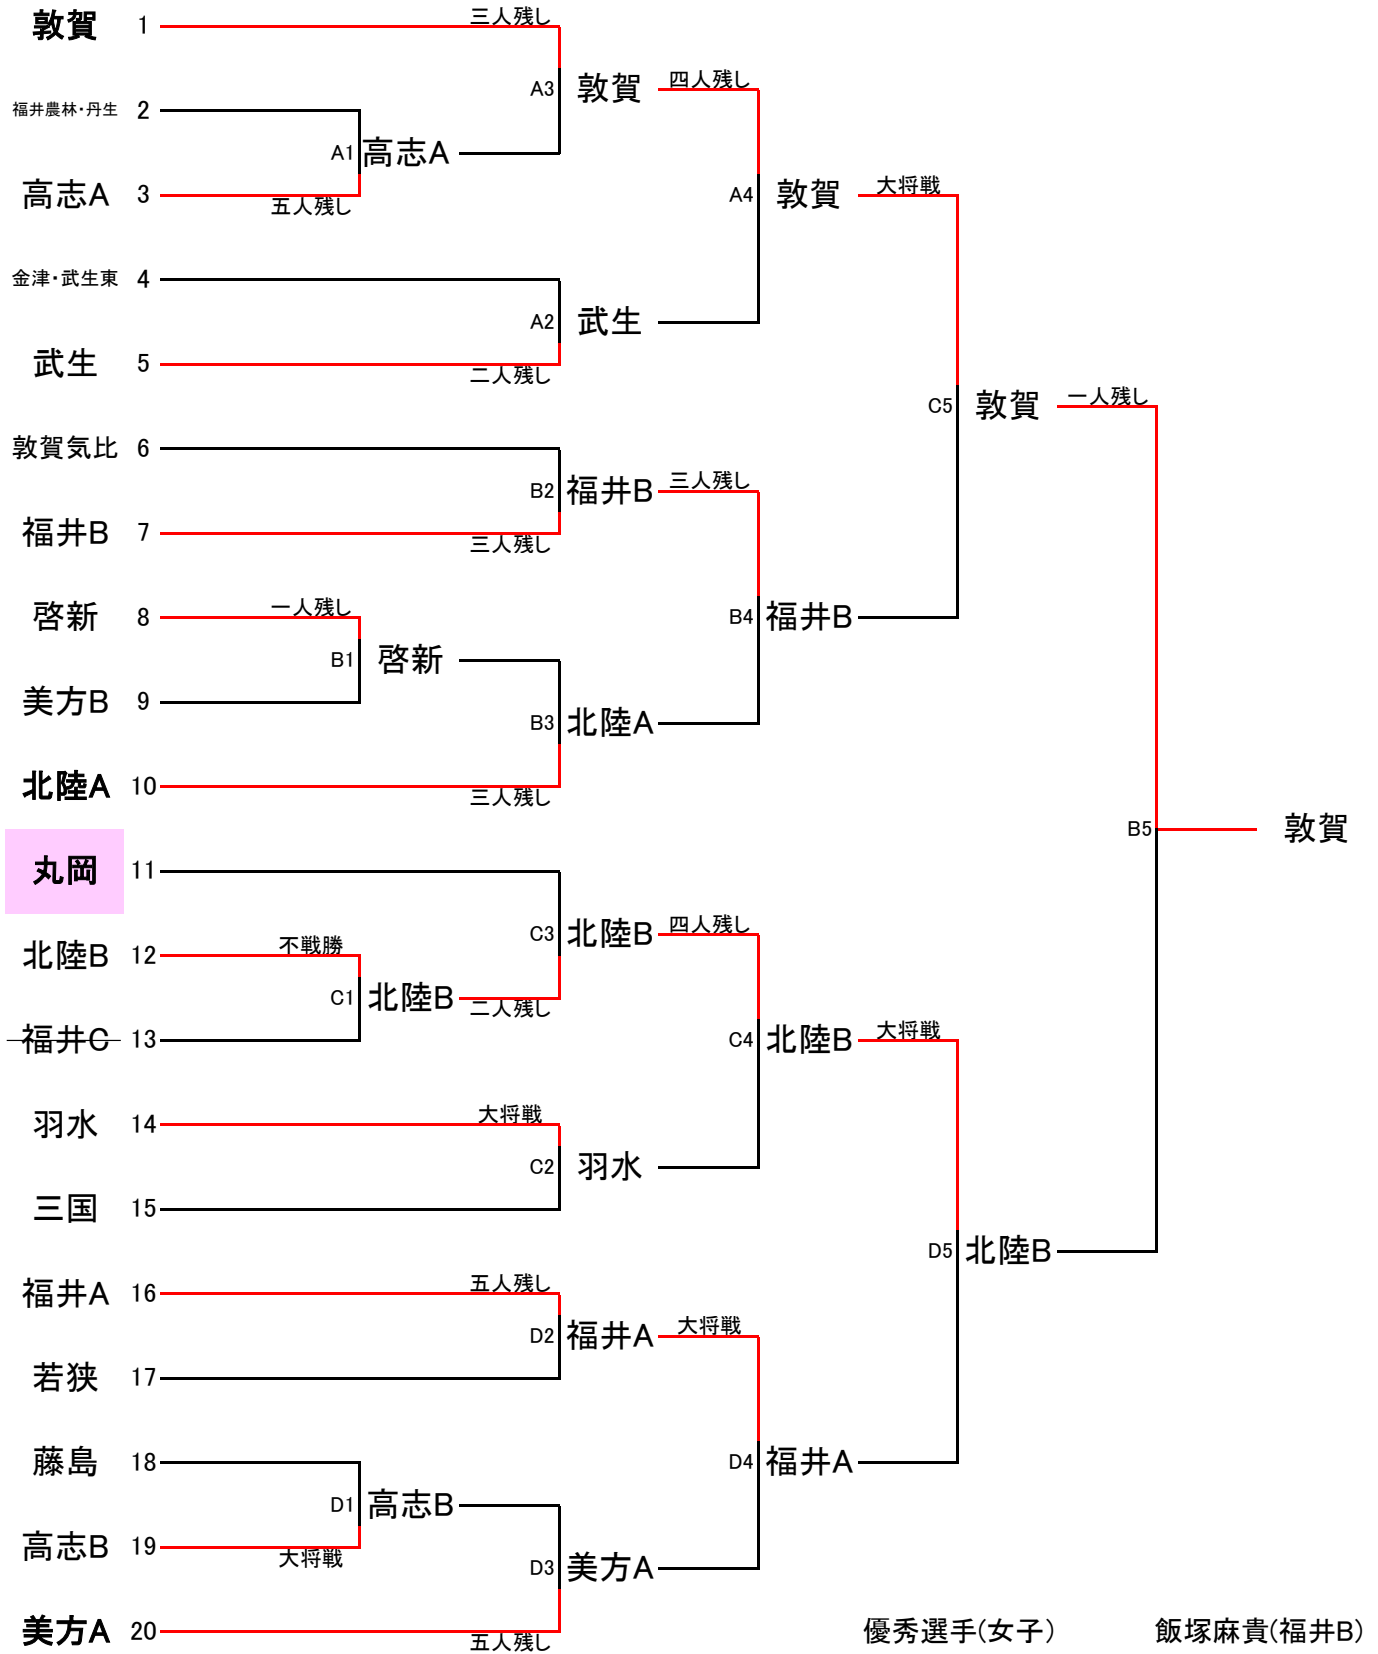 三人残し
敦賀 1
A3 敦賀 四人残し
福井農林・丹生 2
A1 高志A
高志A 3
五人残し
A4 敦賀 大将戦
金津・武生東 4
A2 武生
武生 5
二人残し
C5 敦賀 一人残し
敦賀気比 6
B2 福井B 三人残し
福井B 7
三人残し
啓新 8 一人残し
B4 福井B
B1 啓新
美方B 9
B3 北陸A
北陸A 10
三人残し
B5 敦賀
丸岡 11
C3 北陸B 四人残し
北陸B 12 不戦勝
C1 北陸B 二人残し
福井C 13
C4 北陸B 大将戦
羽水 14 大将戦
C2 羽水
三国 15
D5 北陸B
福井A 16 五人残し
D2 福井A 大将戦
若狭 17
藤島 18
D4 福井A
D1 高志B
高志B 19
大将戦
D3 美方A
美方A 20
五人残し
優秀選手(女子) 飯塚麻貴(福井B)